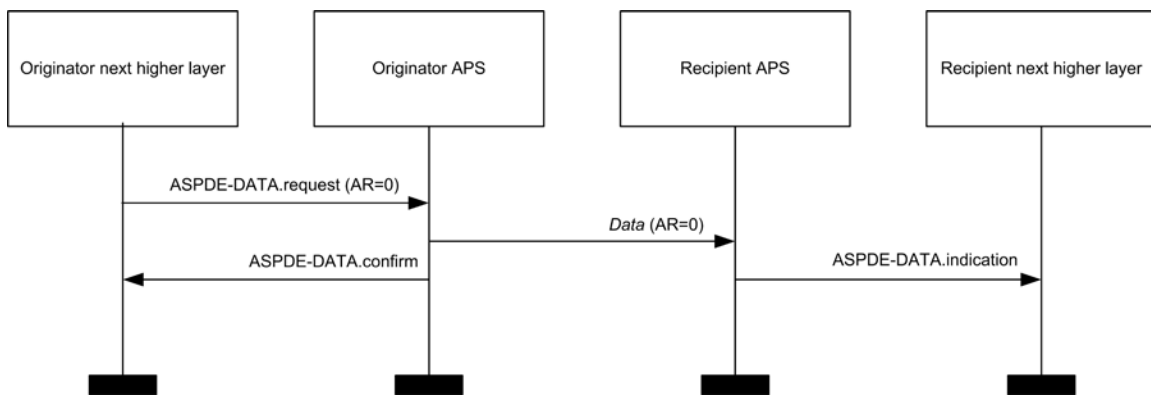 Originator next higher layer
Originator APS
Recipient APS
Recipient next higher layer
ASPDE-DATA.request (AR=0)
Data (AR=0)
ASPDE-DATA.confirm
ASPDE-DATA.indication